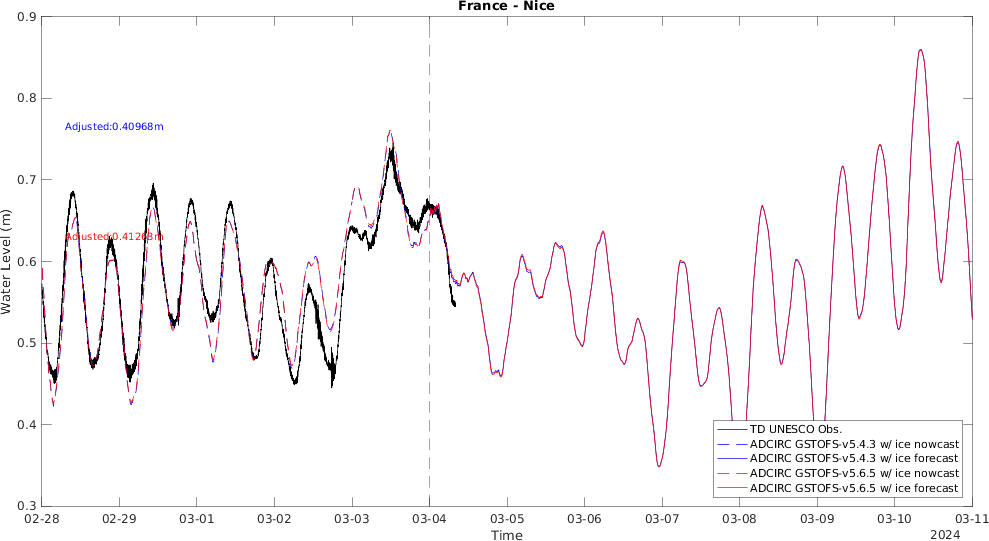 France - Nice
0.9
0.8
0.7
0.6
0.5
0.4
0.3
Water Level (m)
Adjusted:0.40968m
Adjusted:0.41263m
TD UNESCO Obs.
ADCIRC GSTOFS-v5.4.3 w/ ice nowcast
ADCIRC GSTOFS-v5.4.3 w/ ice forecast
ADCIRC GSTOFS-v5.6.5 w/ ice nowcast
ADCIRC GSTOFS-v5.6.5 w/ ice forecast
02-28 02-29 03-01 03-02 03-03 03-04 03-05 03-06 03-07 03-08 03-09 03-10 03-11
Time
2024